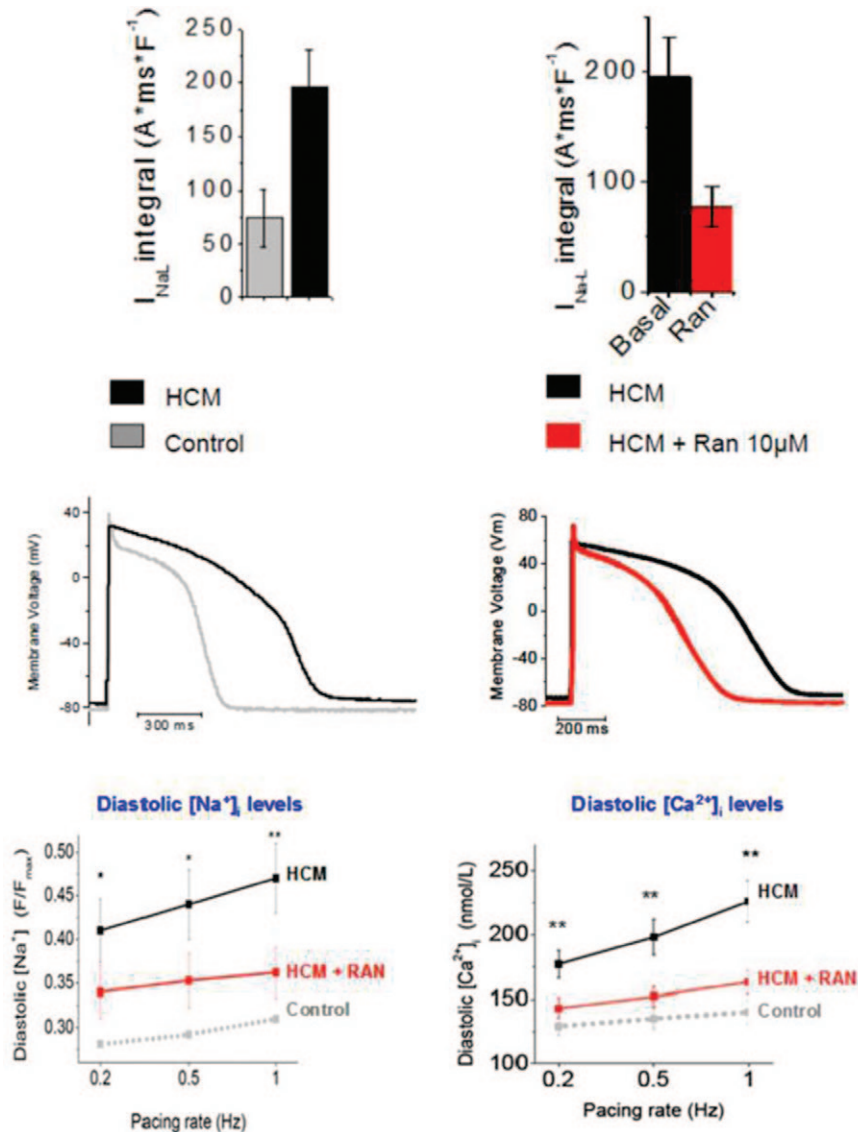 I_NaL integral (A*ms*F^-1)
250
200
150
100
50
0
I_Na-L integral (A*ms*F^-1)
200
100
0
Basal
Ran
HCM
Control
HCM
HCM + Ran 10µM
Membrane Voltage (mV)
40
0
-40
-80
300 ms
Membrane Voltage (Vm)
80
60
0
-40
-80
200 ms
Diastolic [Na⁺]ᵢ levels
Diastolic [Na⁺]ᵢ (F/Fmax)
0.50
0.45
0.40
0.35
0.30
* * **
HCM
HCM + RAN
Control
0.2 0.5 1
Pacing rate (Hz)
Diastolic [Ca²⁺]ᵢ levels
Diastolic [Ca²⁺]ᵢ (nmol/L)
250
200
150
100
** ** **
HCM
HCM + RAN
Control
0.2 0.5 1
Pacing rate (Hz)